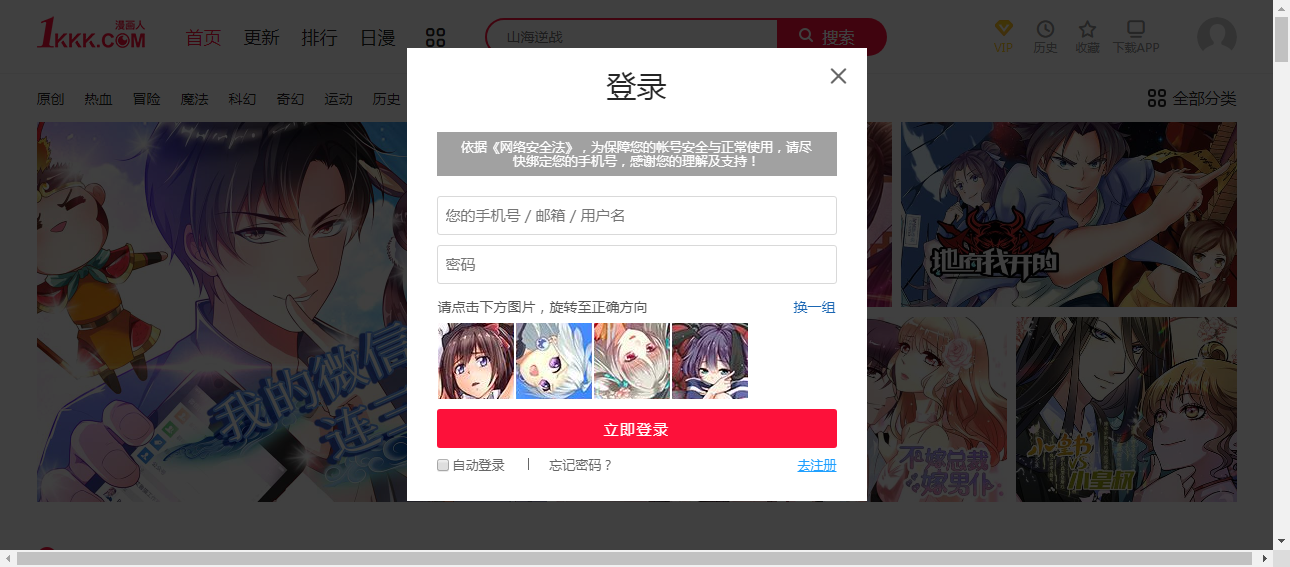 漫画人
1KKK.COM
首页 更新 排行 日漫
山海逆战
搜索
VIP 历史 收藏 下载APP
原创 热血 冒险 魔法 科幻 奇幻 运动 历史
全部分类
登录
依据《网络安全法》，为保障您的帐号安全与正常使用，请尽
快绑定您的手机号，感谢您的理解及支持！
您的手机号 / 邮箱 / 用户名
密码
请点击下方图片，旋转至正确方向
换一组
立即登录
自动登录 | 忘记密码？
去注册
我的微信
连三
地府我开的
不嫁总裁
嫁男仆
小皇叔